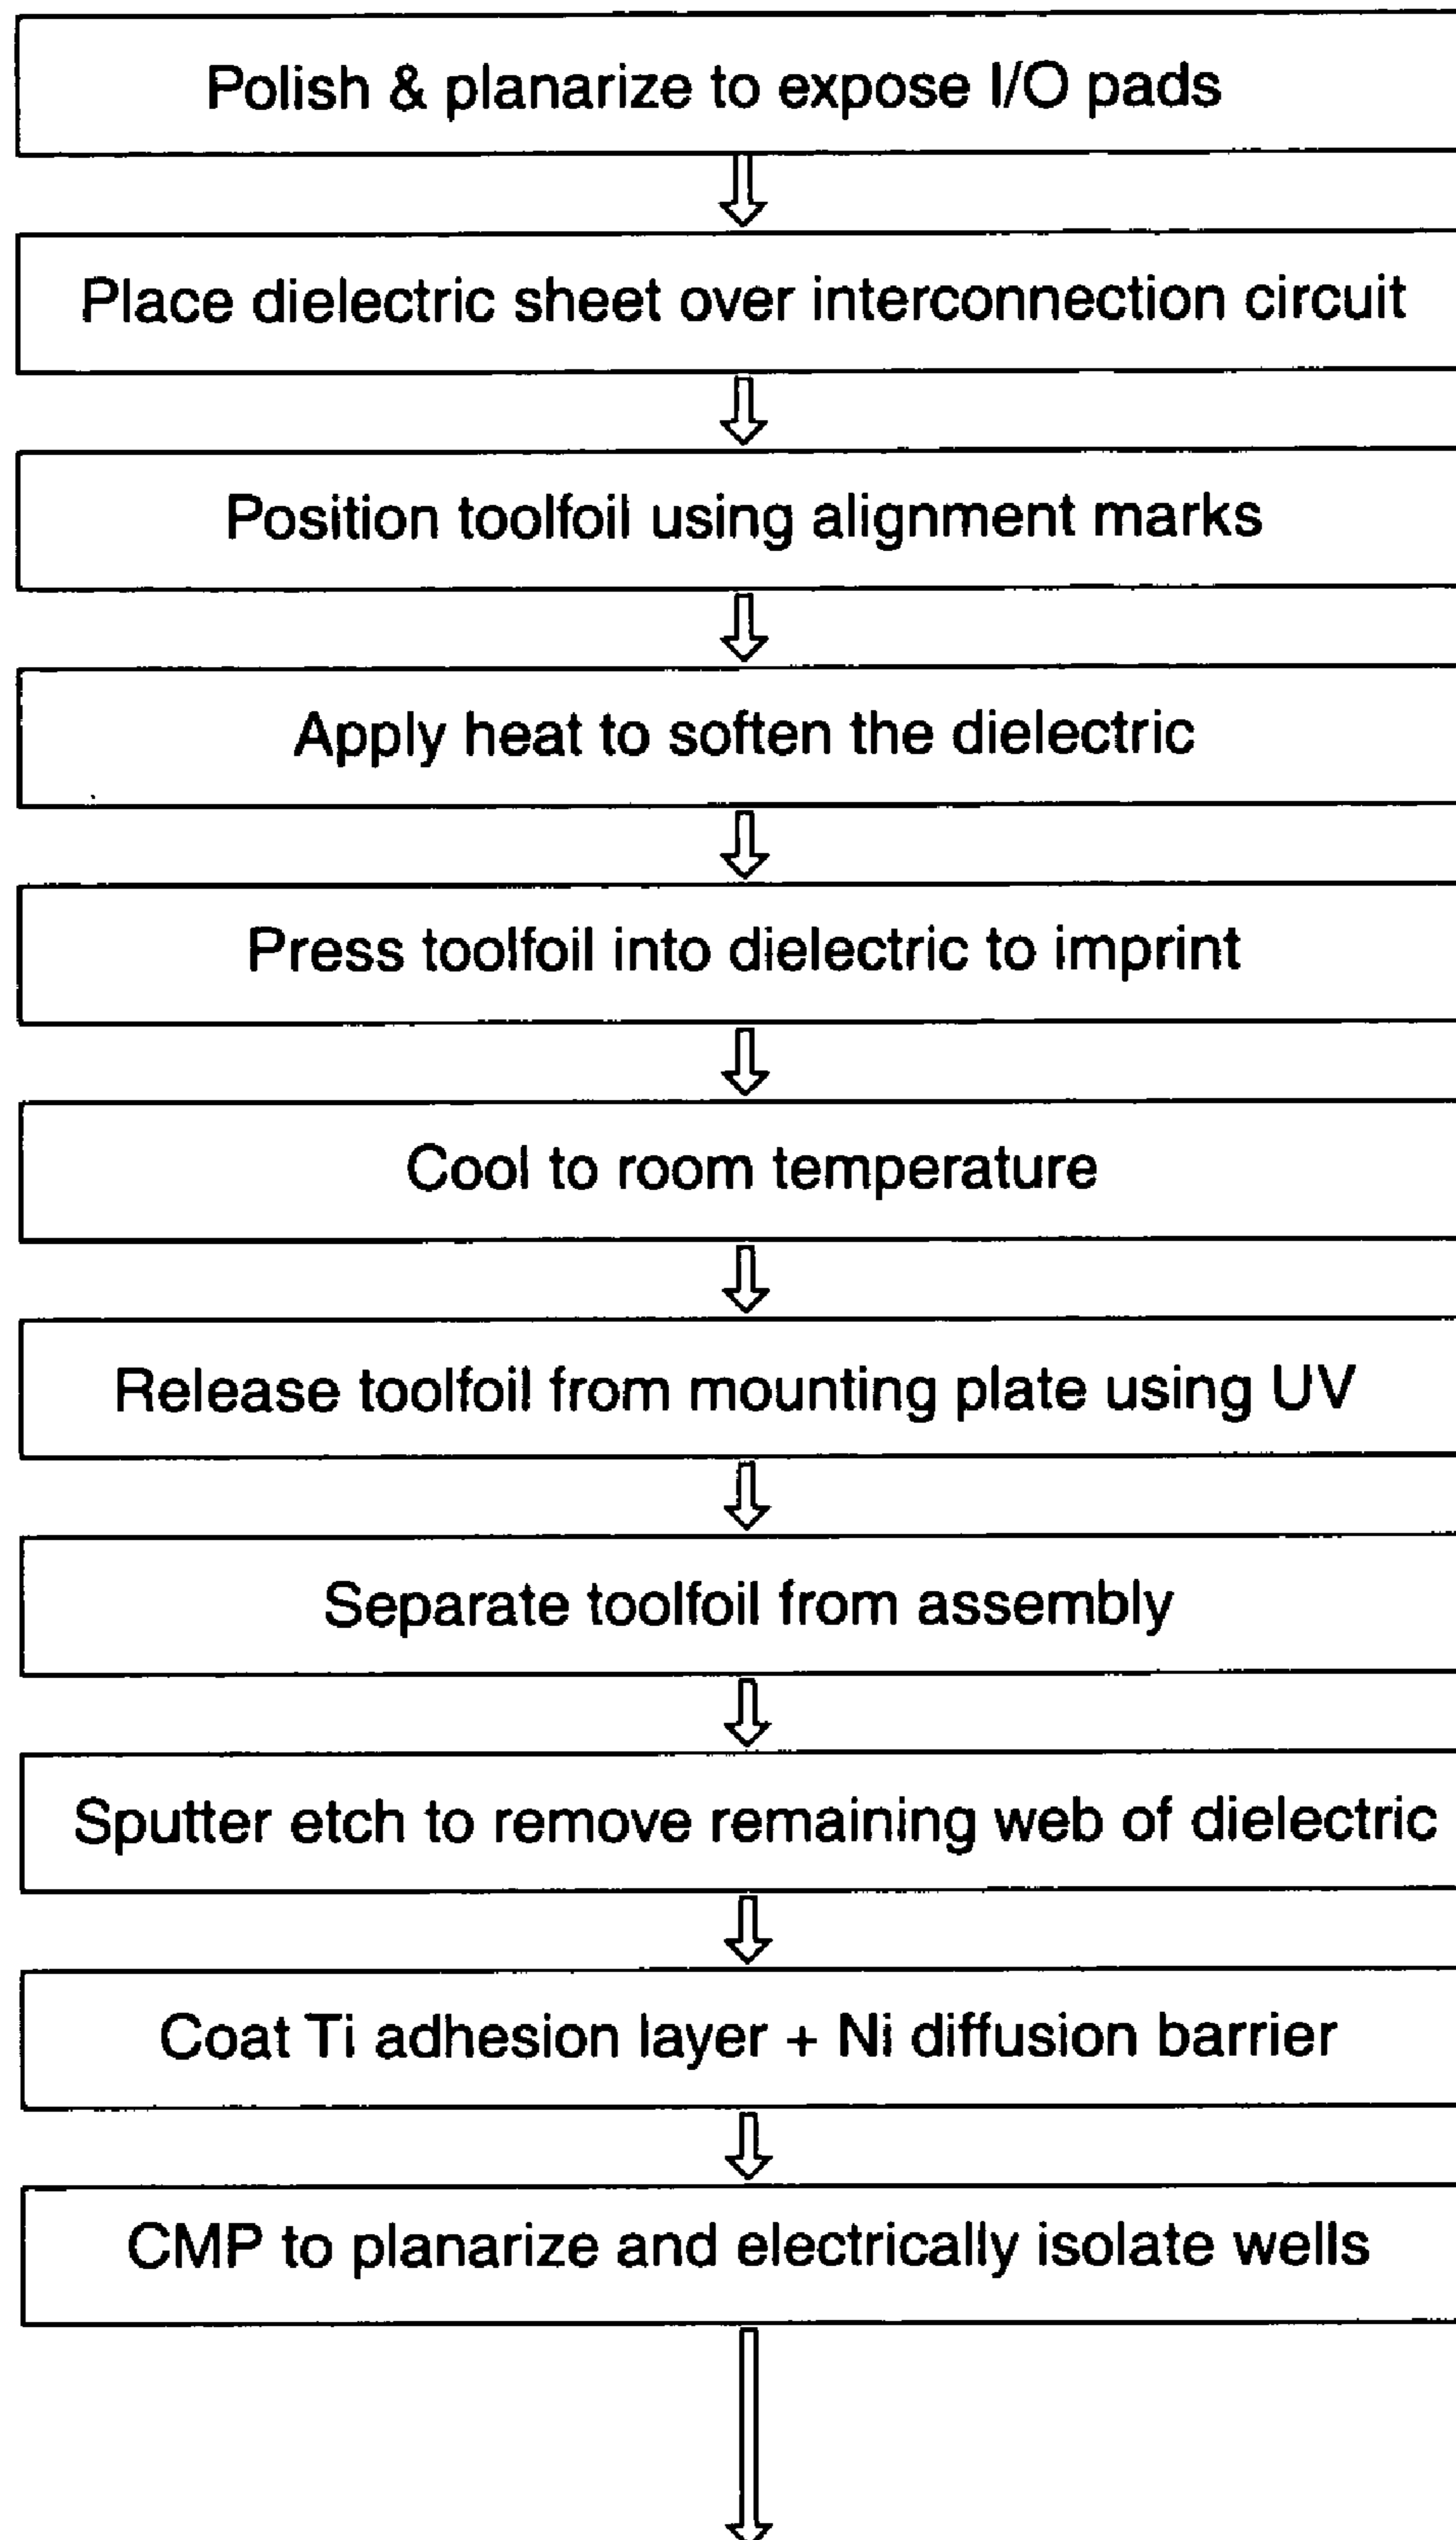 Polish & planarize to expose I/O pads
Place dielectric sheet over interconnection circuit
Position toolfoil using alignment marks
Apply heat to soften the dielectric
Press toolfoil into dielectric to imprint
Cool to room temperature
Release toolfoil from mounting plate using UV
Separate toolfoil from assembly
Sputter etch to remove remaining web of dielectric
Coat Ti adhesion layer + Ni diffusion barrier
CMP to planarize and electrically isolate wells